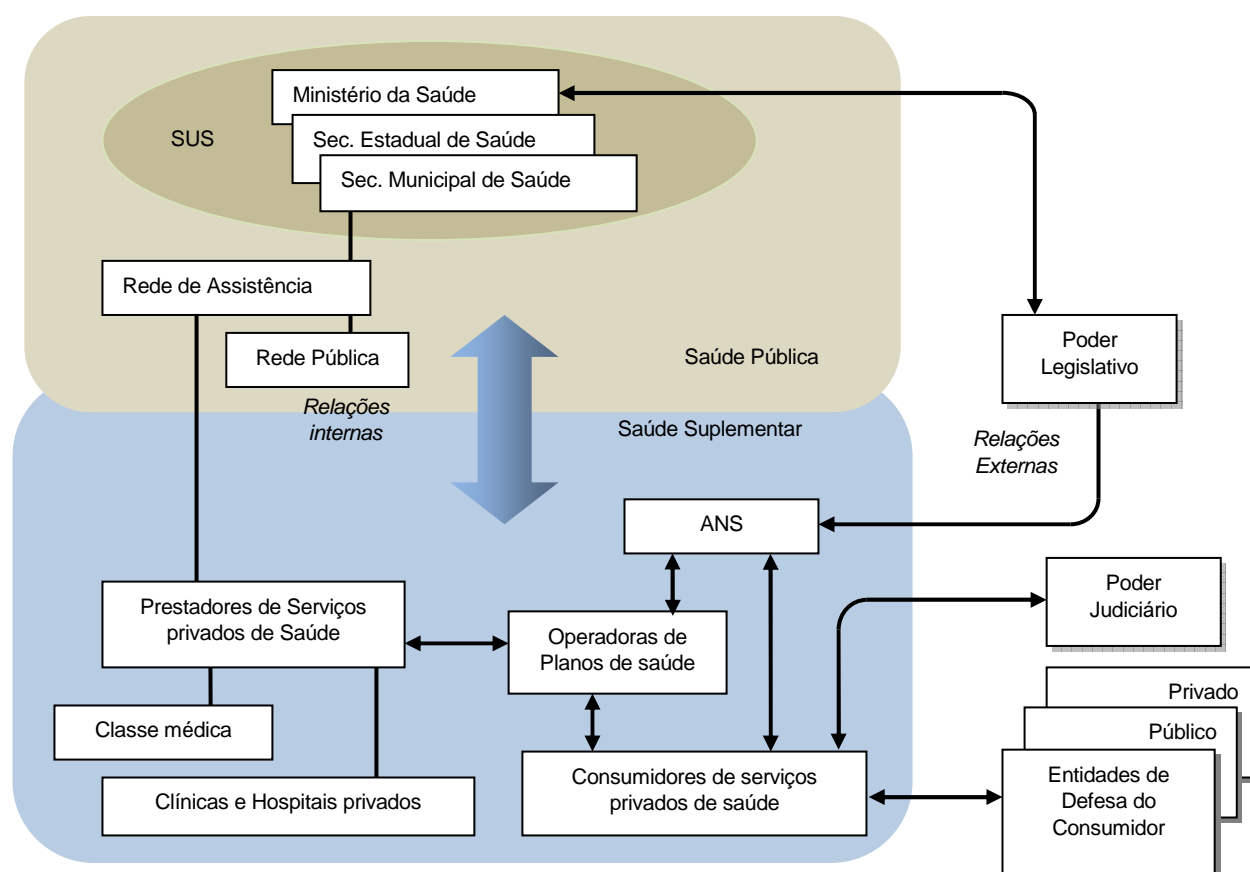 Ministério da Saúde
SUS
Sec. Estadual de Saúde
Sec. Municipal de Saúde
Rede de Assistência
Rede Pública
Saúde Pública
Poder
Legislativo
Relações
internas
Saúde Suplementar
Relações
Externas
ANS
Prestadores de Serviços
privados de Saúde
Operadoras de
Planos de saúde
Poder
Judiciário
Classe médica
Privado
Público
Clínicas e Hospitais privados
Consumidores de serviços
privados de saúde
Entidades de
Defesa do
Consumidor